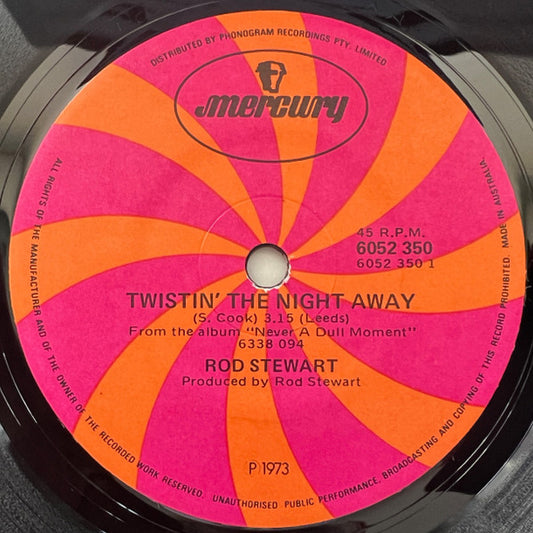 DISTRIBUTED BY PHONOGRAM RECORDINGS PTY. LIMITED
mercury
45 R.P.M.
6052 350
6052 350 1
TWISTIN' THE NIGHT AWAY
(S. Cook) 3.15 (Leeds)
From the album "Never A Dull Moment"
6338 094
ROD STEWART
Produced by Rod Stewart
Ⓟ1973
ALL RIGHTS OF THE MANUFACTURER AND OF THE OWNER OF THE RECORDED WORK RESERVED. UNAUTHORISED PUBLIC PERFORMANCE, BROADCASTING AND COPYING OF THIS RECORD PROHIBITED. MADE IN AUSTRALIA.